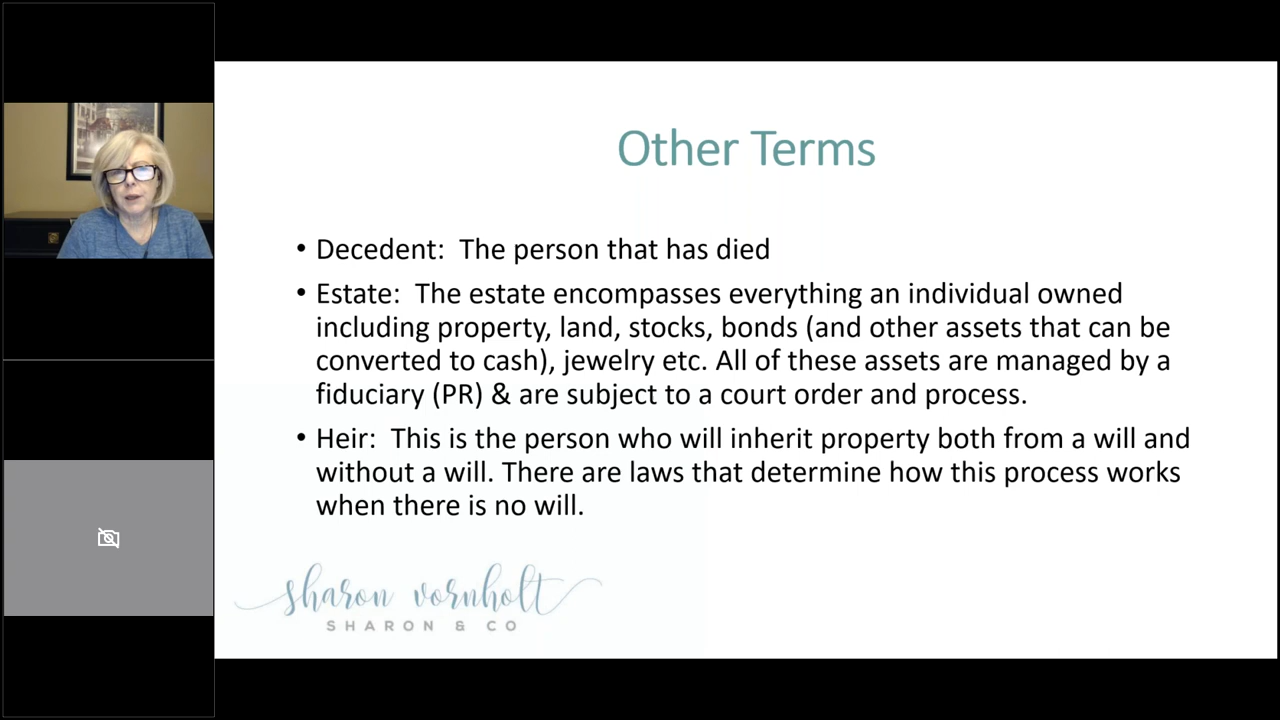 Other Terms
• Decedent:  The person that has died
• Estate:  The estate encompasses everything an individual owned
including property, land, stocks, bonds (and other assets that can be
converted to cash), jewelry etc. All of these assets are managed by a
fiduciary (PR) & are subject to a court order and process.
• Heir:  This is the person who will inherit property both from a will and
without a will. There are laws that determine how this process works
when there is no will.
sharon vornholt
SHARON & CO